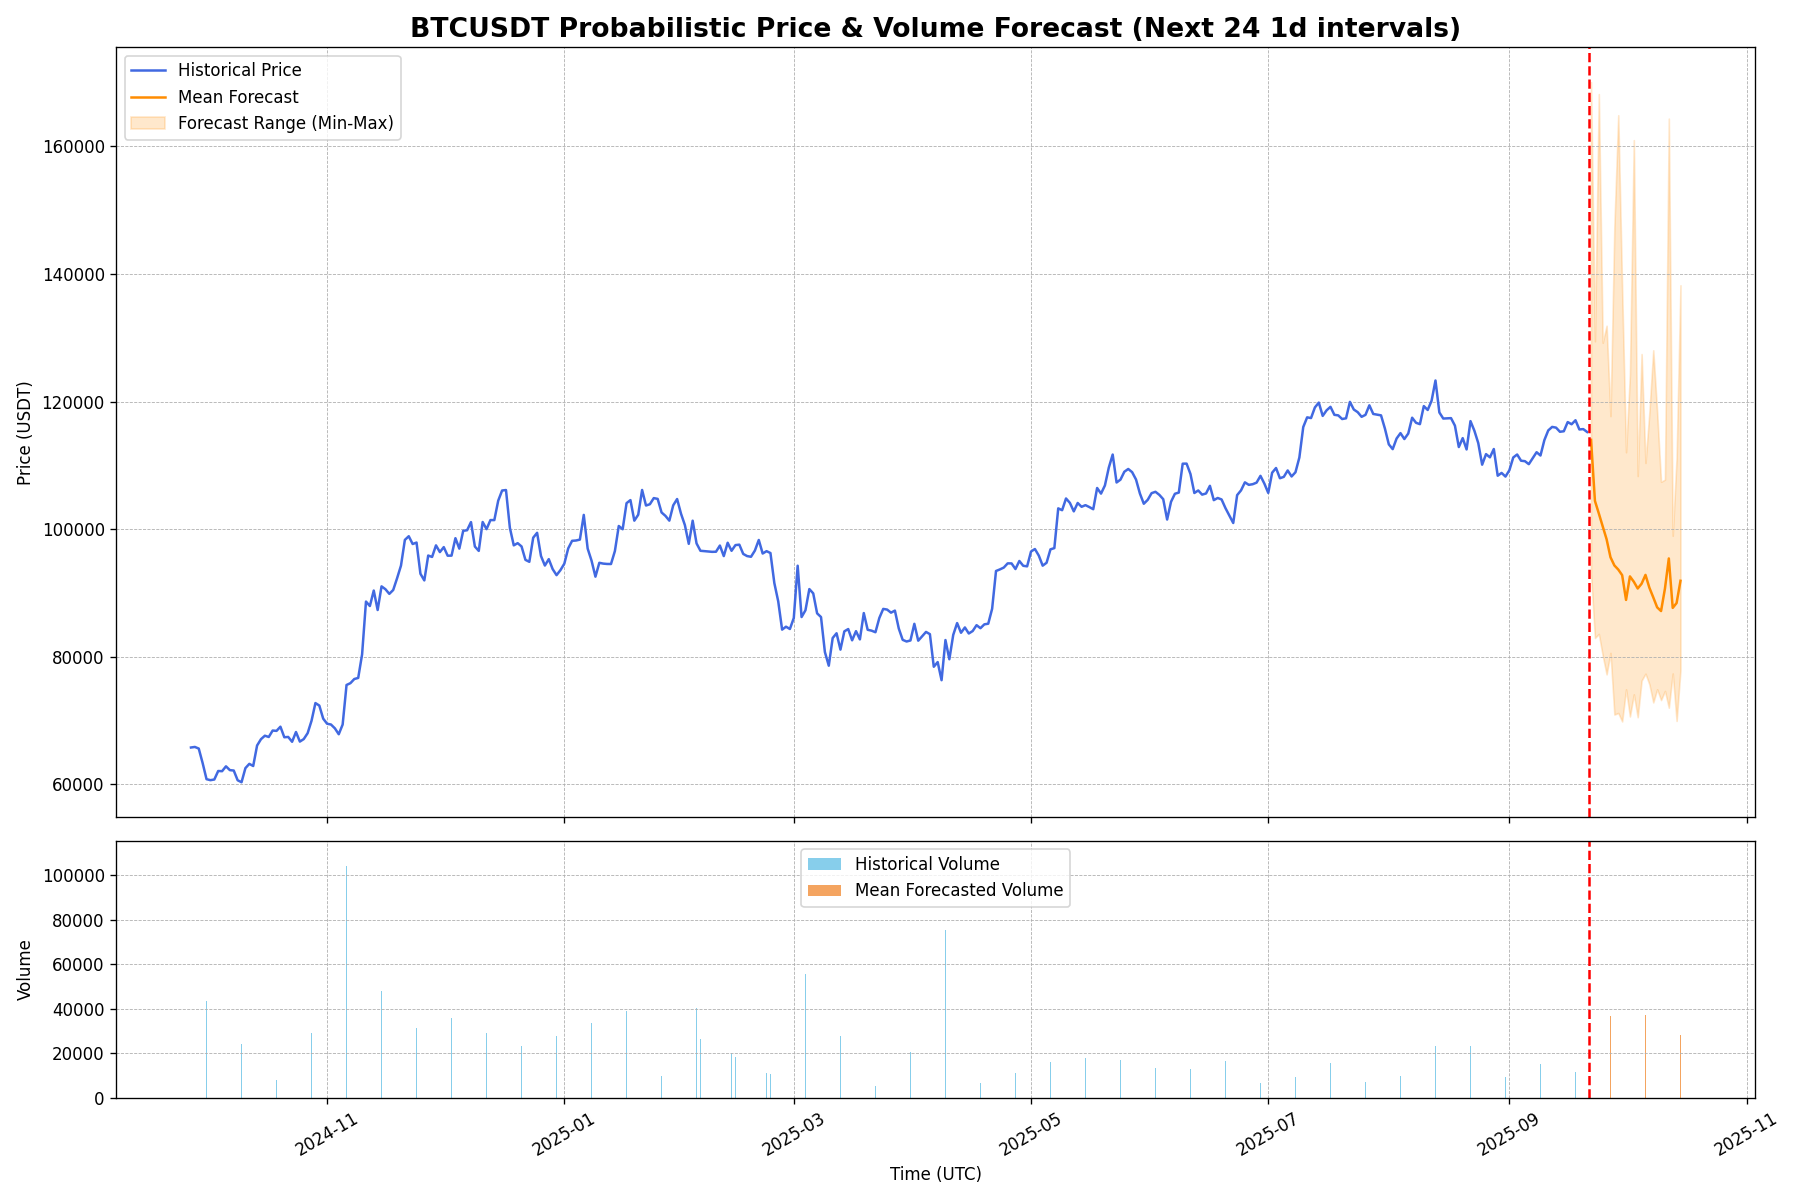 BTCUSDT Probabilistic Price & Volume Forecast (Next 24 1d intervals)
Historical Price
Mean Forecast
Forecast Range (Min-Max)
Price (USDT)
160000
140000
120000
100000
80000
60000
Historical Volume
Mean Forecasted Volume
Volume
100000
80000
60000
40000
20000
0
2024-11
2025-01
2025-03
2025-05
2025-07
2025-09
2025-11
Time (UTC)